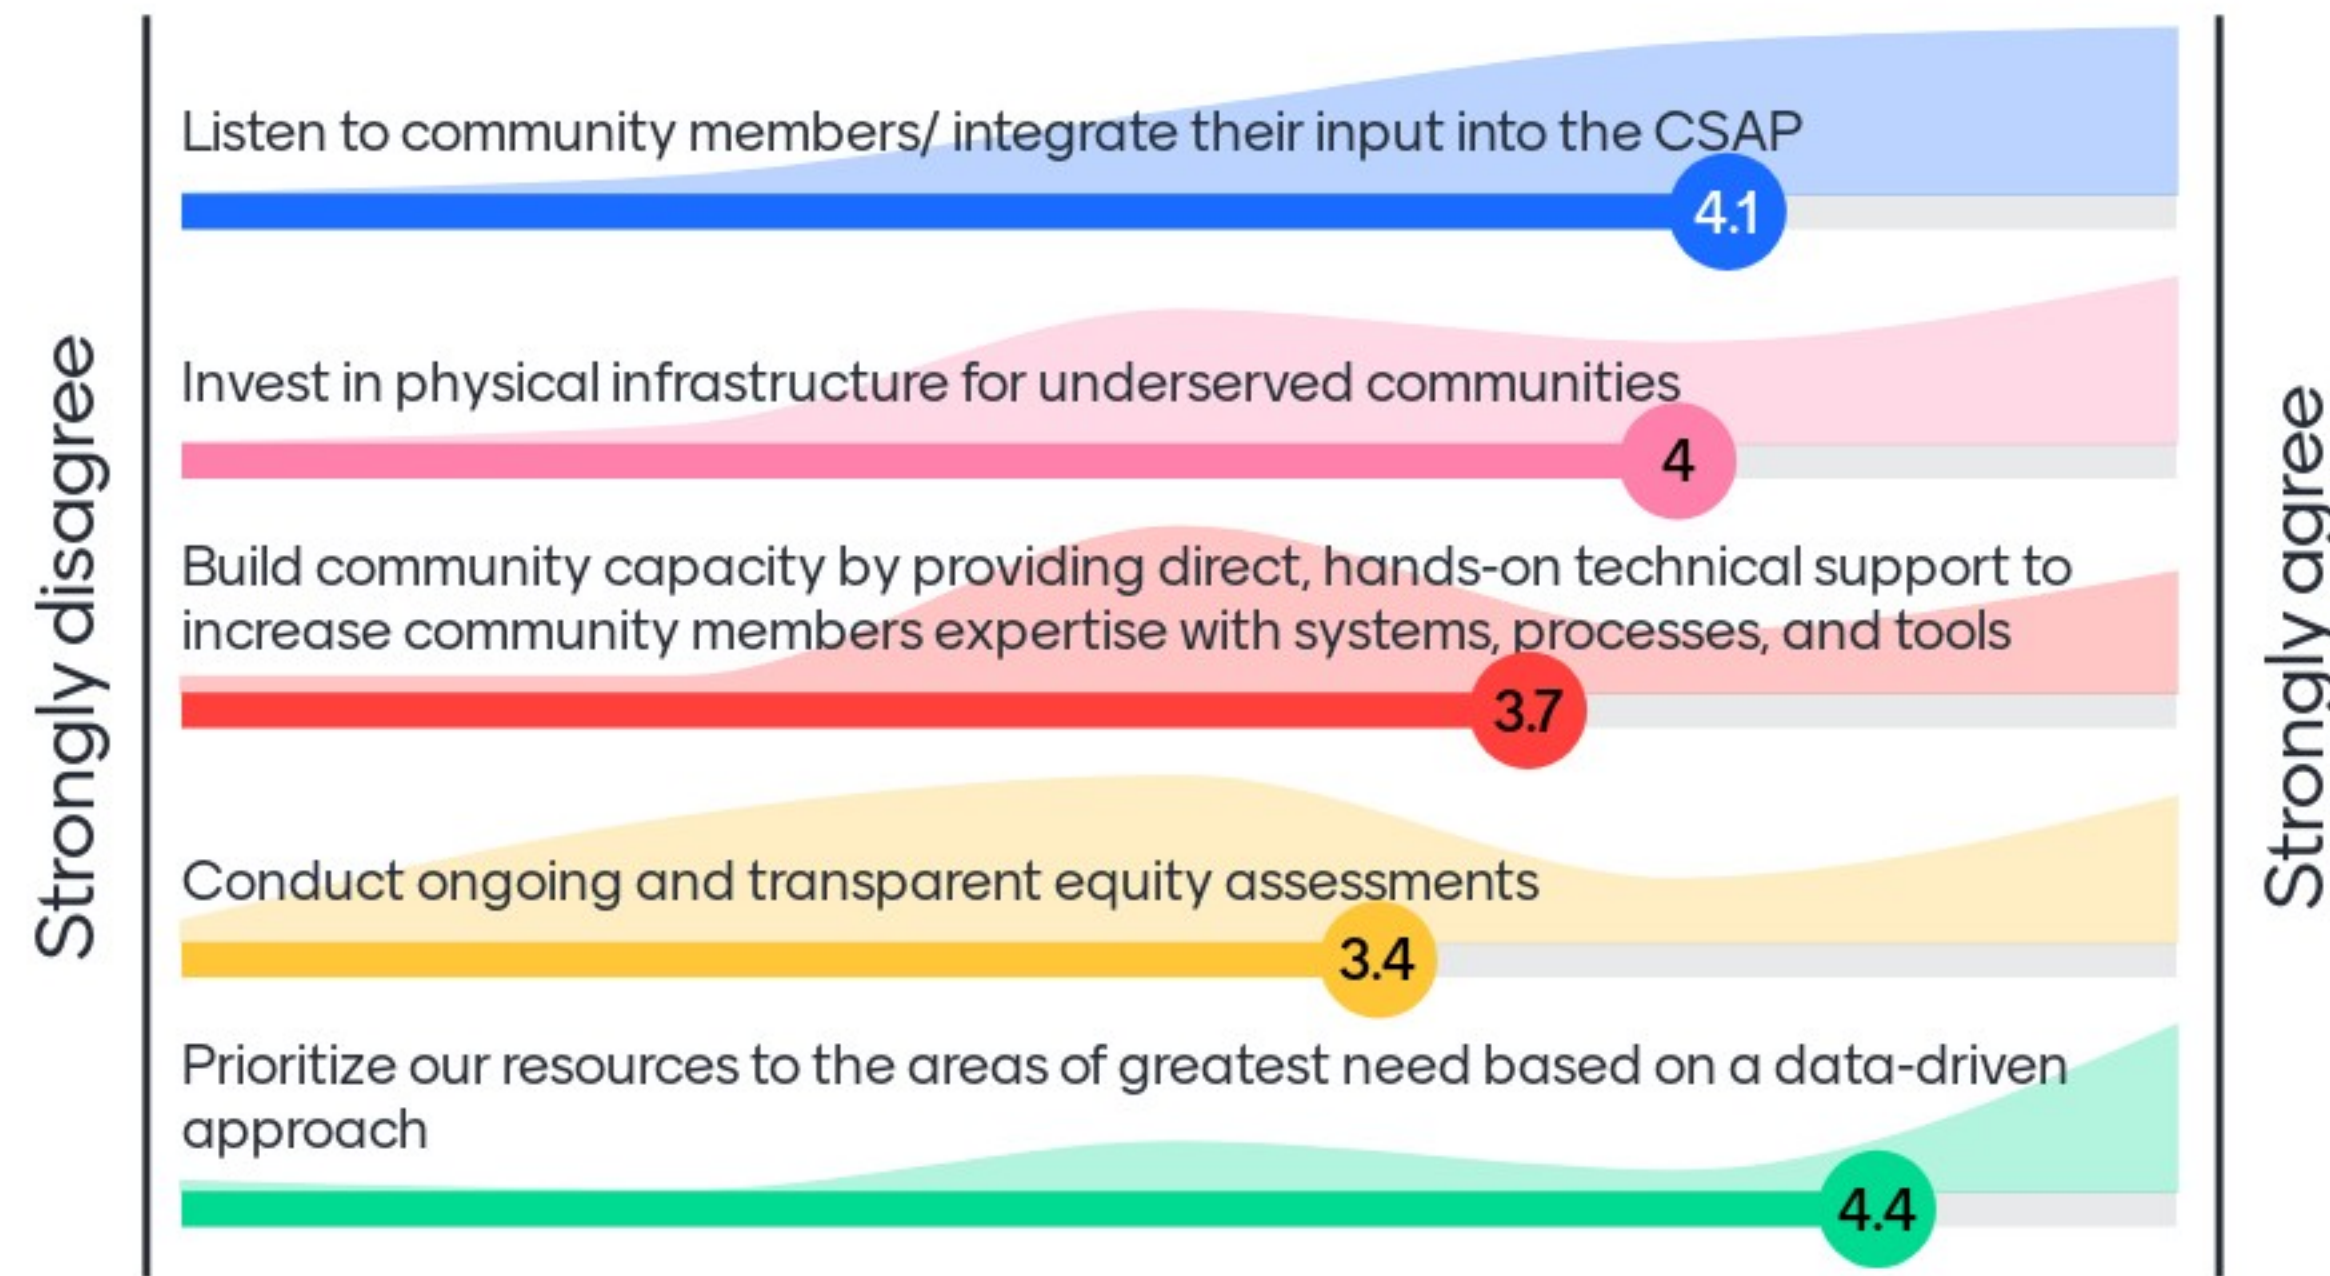 Strongly disagree
Listen to community members/ integrate their input into the CSAP
4.1
Invest in physical infrastructure for underserved communities
4
Build community capacity by providing direct, hands-on technical support to
increase community members expertise with systems, processes, and tools
3.7
Conduct ongoing and transparent equity assessments
3.4
Prioritize our resources to the areas of greatest need based on a data-driven
approach
4.4
Strongly agree